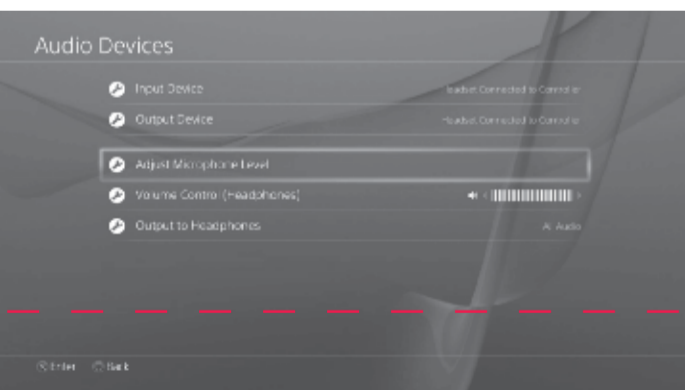 Audio Devices
Input Device
Headset Connected to Controller
Output Device
Headset Connected to Controller
Adjust Microphone Level
Volume Control (Headphones)
Output to Headphones
All Audio
Enter Back